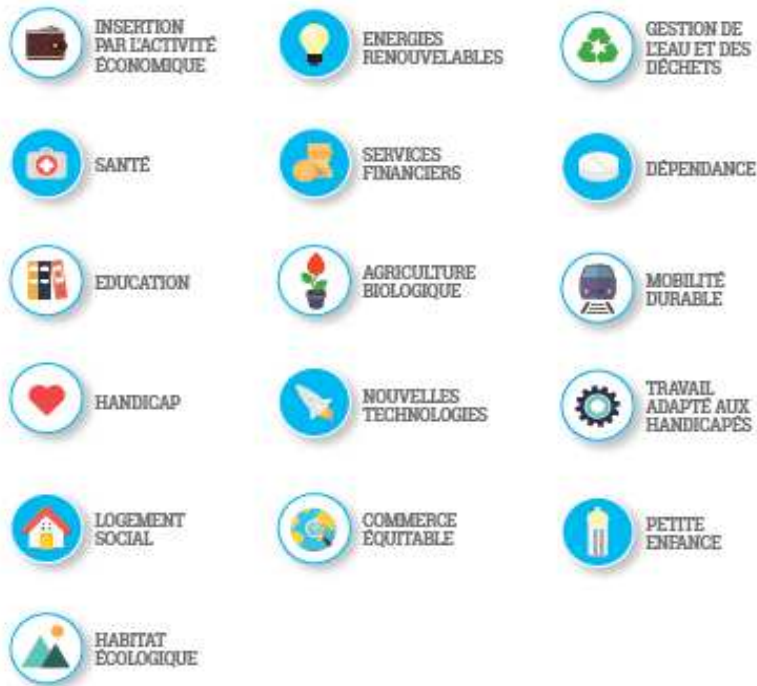 INSERTION
PAR L'ACTIVITÉ
ÉCONOMIQUE
ENERGIES
RENOUVELABLES
GESTION DE
L'EAU ET DES
DÉCHETS
SANTÉ
SERVICES
FINANCIERS
DÉPENDANCE
EDUCATION
AGRICULTURE
BIOLOGIQUE
MOBILITÉ
DURABLE
HANDICAP
NOUVELLES
TECHNOLOGIES
TRAVAIL
ADAPTÉ AUX
HANDICAPÉS
LOGEMENT
SOCIAL
COMMERCE
ÉQUITABLE
PETITE
ENFANCE
HABITAT
ÉCOLOGIQUE